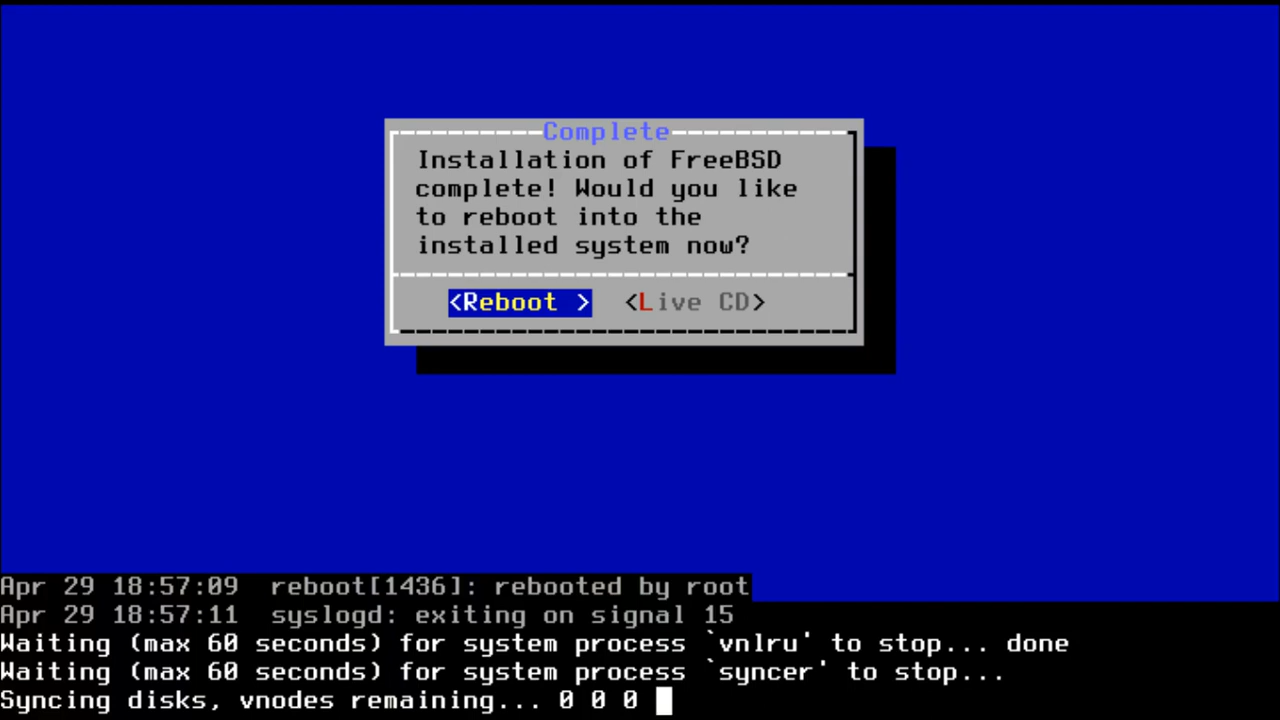 Complete
Installation of FreeBSD
complete! Would you like
to reboot into the
installed system now?
<Reboot > <Live CD>
Apr 29 18:57:09 reboot[1436]: rebooted by root
Apr 29 18:57:11 syslogd: exiting on signal 15
Waiting (max 60 seconds) for system process `vnlru' to stop... done
Waiting (max 60 seconds) for system process `syncer' to stop...
Syncing disks, vnodes remaining... 0 0 0